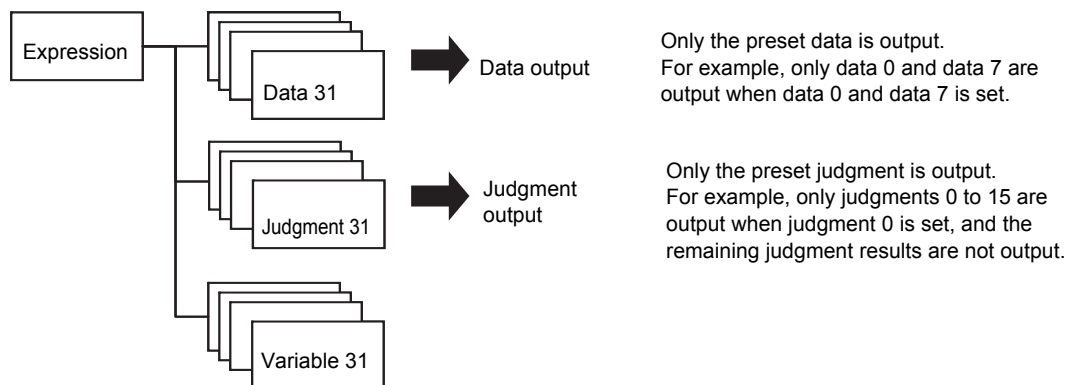 Expression
Data 31
Data output
Only the preset data is output.
For example, only data 0 and data 7 are
output when data 0 and data 7 is set.
Judgment 31
Judgment
output
Only the preset judgment is output.
For example, only judgments 0 to 15 are
output when judgment 0 is set, and the
remaining judgment results are not output.
Variable 31